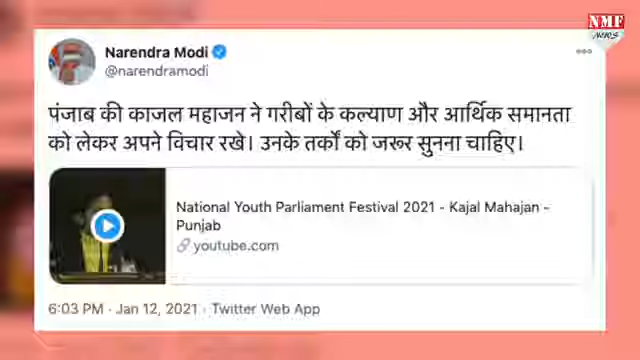 NMF
NEWS
Narendra Modi
@narendramodi
पंजाब की काजल महाजन ने गरीबों के कल्याण और आर्थिक समानता
को लेकर अपने विचार रखे। उनके तर्कों को जरूर सुनना चाहिए।
National Youth Parliament Festival 2021 - Kajal Mahajan -
Punjab
youtube.com
6:03 PM · Jan 12, 2021 · Twitter Web App